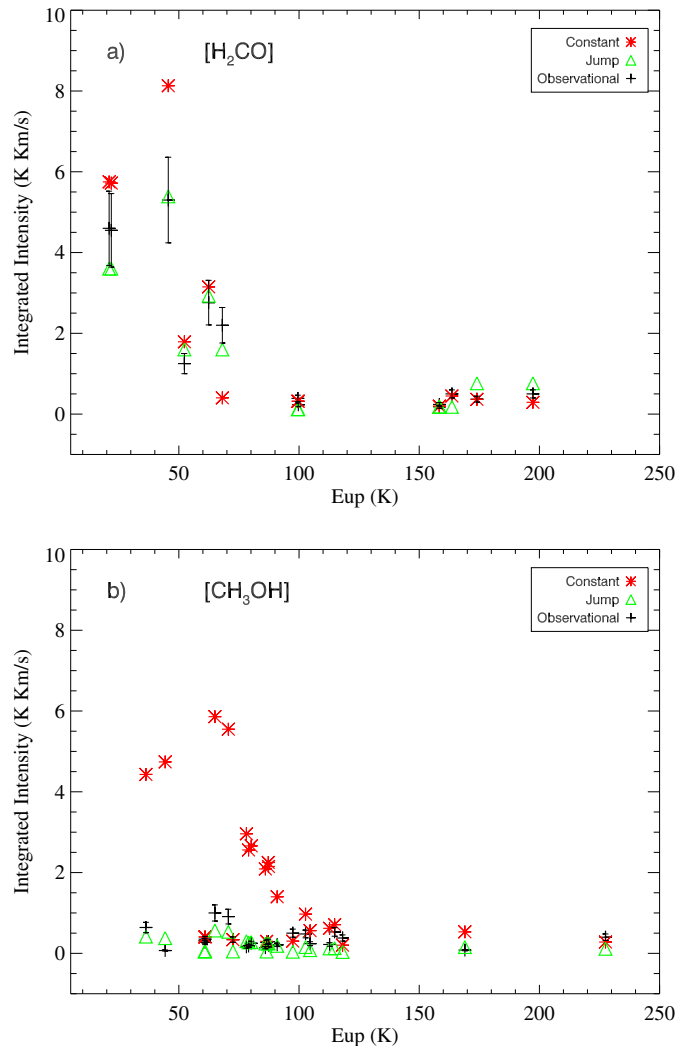 a) [H₂CO]
Constant
Jump
Observational
Integrated Intensity (K Km/s)
10
8
6
4
2
0
50 100 150 200 250
Eup (K)
b) [CH₃OH]
Constant
Jump
Observational
Integrated Intensity (K Km/s)
10
8
6
4
2
0
50 100 150 200 250
Eup (K)